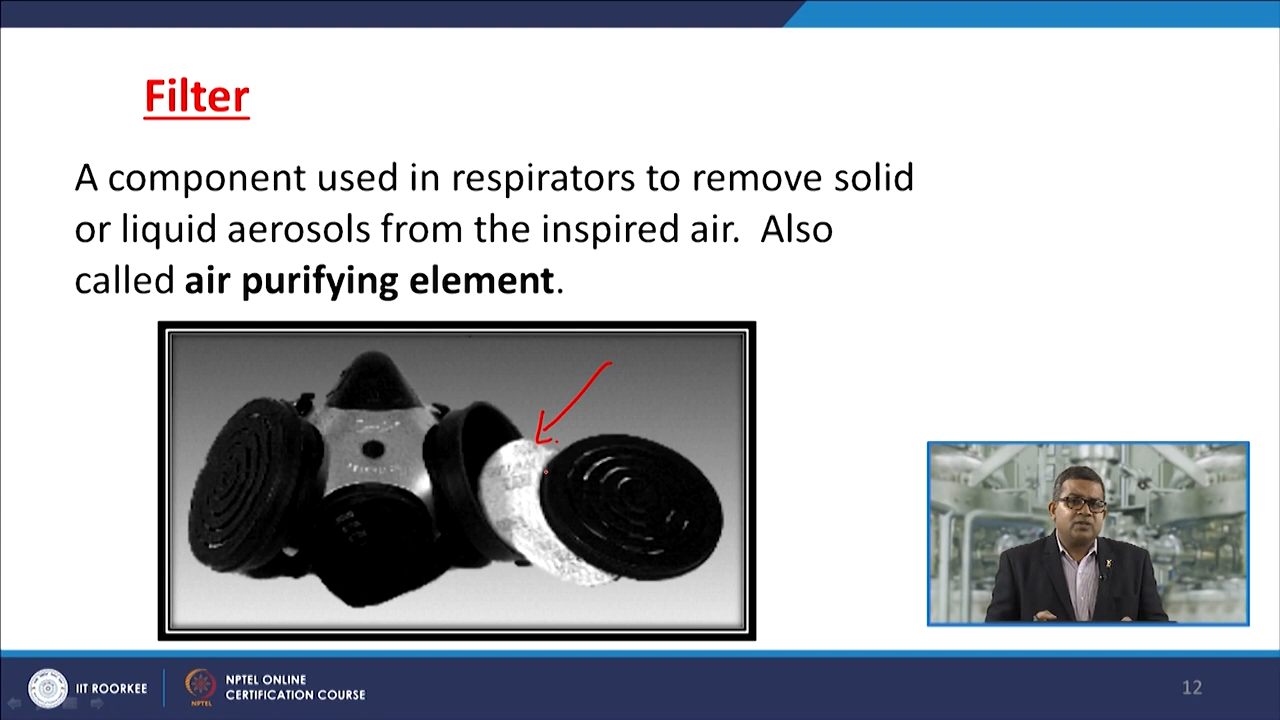 Filter
A component used in respirators to remove solid
or liquid aerosols from the inspired air. Also
called air purifying element.
IIT ROORKEE
NPTEL
NPTEL ONLINE
CERTIFICATION COURSE
12